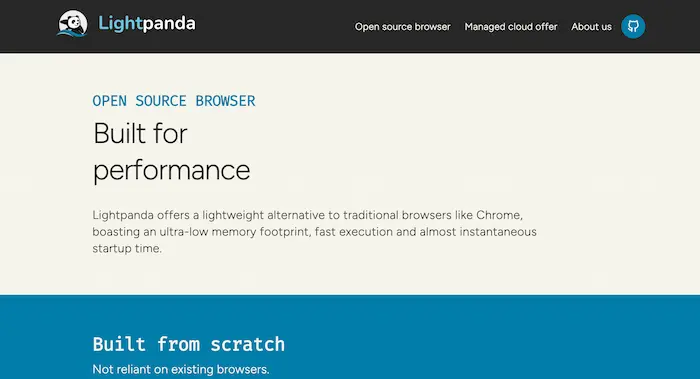 Lightpanda
Open source browser
Managed cloud offer
About us
OPEN SOURCE BROWSER
Built for
performance
Lightpanda offers a lightweight alternative to traditional browsers like Chrome,
boasting an ultra-low memory footprint, fast execution and almost instantaneous
startup time.
Built from scratch
Not reliant on existing browsers.